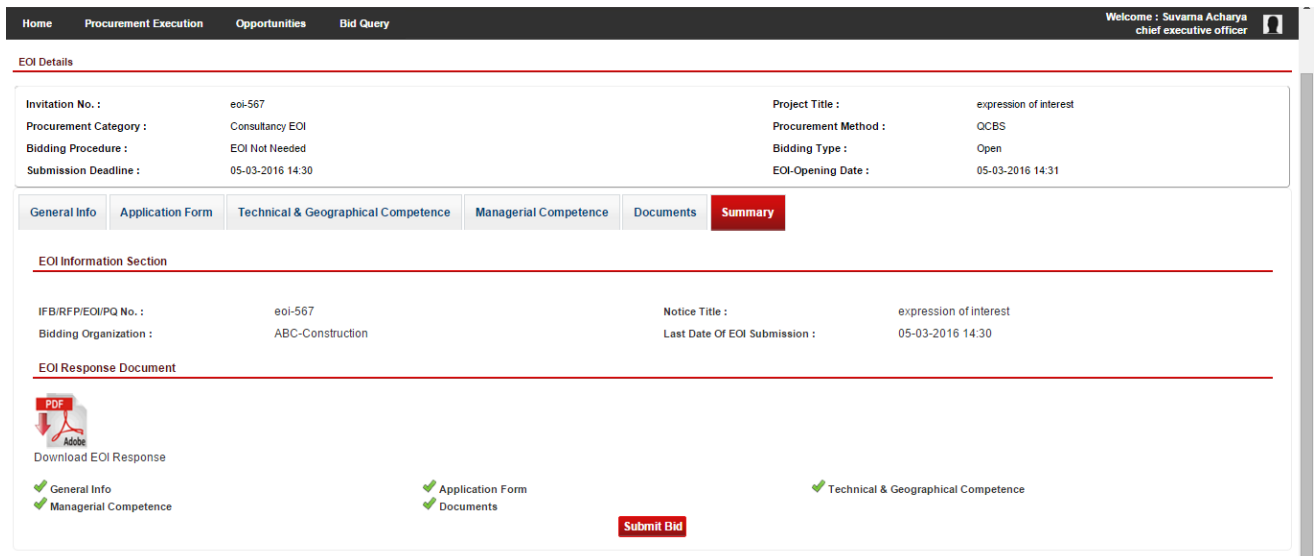 Home Procurement Execution Opportunities Bid Query Welcome : Suvarna Acharya
chief executive officer
EOI Details
Invitation No. : eoi-567 Project Title : expression of interest
Procurement Category : Consultancy EOI Procurement Method : QCBS
Bidding Procedure : EOI Not Needed Bidding Type : Open
Submission Deadline : 05-03-2016 14:30 EOI-Opening Date : 05-03-2016 14:31
General Info Application Form Technical & Geographical Competence Managerial Competence Documents Summary
EOI Information Section
IFB/RFP/EOI/PQ No. : eoi-567 Notice Title : expression of interest
Bidding Organization : ABC-Construction Last Date Of EOI Submission : 05-03-2016 14:30
EOI Response Document
PDF
Adobe
Download EOI Response
General Info Application Form Technical & Geographical Competence
Managerial Competence Documents
Submit Bid